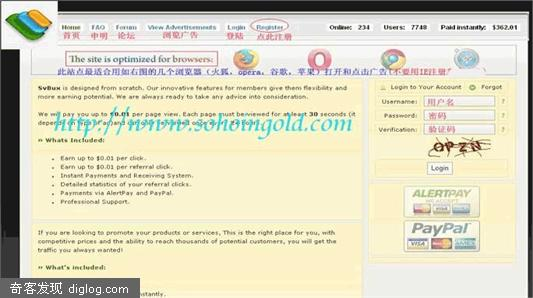 Home FAQ Forum View Advertisements Login Register Online: 234 Users: 7748 Paid instantly: $362.01
首页 申明 论坛 浏览广告 登陆 点此注册
The site is optimized for browsers:
此站点最适合用如右图的几个浏览器（火狐，opera，谷歌，苹果）打开和点击广告（不要用IE注册
SvBux is designed from scratch. Our innovative features for members give them flexibility and
more earning potential. We are always ready to take any advice into consideration.
We will pay you up to $0.01 per page view. Each page must be viewed for at least 30 seconds (it
http://www.sohoingold.com
» Whats Included:
Earn up to $0.01 per click.
Earn up to $0.01 per referral click.
Instant Payments and Receiving System.
Detailed statistics of your referral clicks.
Payments via AlertPay and PayPal.
Professional Support.
If you are looking to promote your products or services, This is the right place for you, with
competitive prices and the ability to reach thousands of potential customers, you will get the
traffic you always wanted!
» What's included:
instantly.
Login to Your Account Forgot
Username: 用户名
Password: 密码
Verification: 验证码
OPZN
Login
ALERTPAY
WE ACCEPT
PayPal
VISA
奇客发现 diglog.com